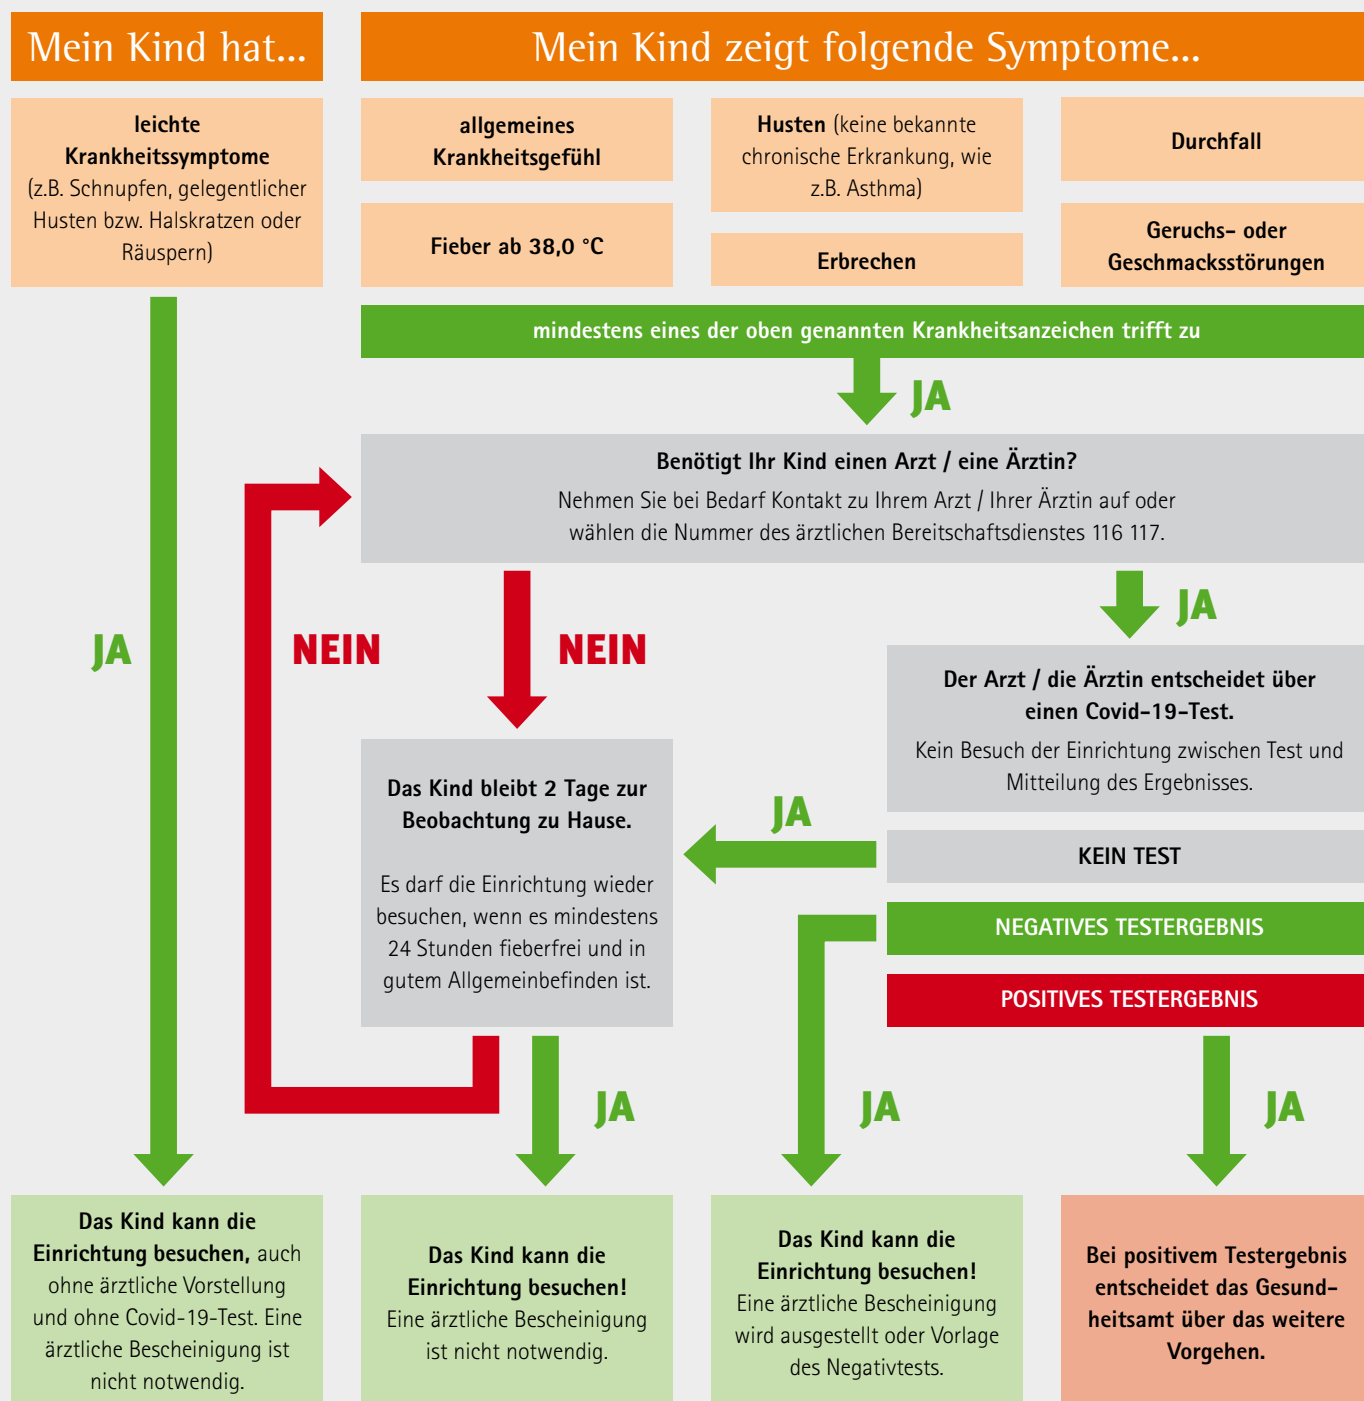 Mein Kind hat...
Mein Kind zeigt folgende Symptome...
leichte
Krankheitssymptome
(z.B. Schnupfen, gelegentlicher
Husten bzw. Halskratzen oder
Räuspern)
allgemeines
Krankheitsgefühl
Fieber ab 38,0 °C
Husten (keine bekannte
chronische Erkrankung, wie
z.B. Asthma)
Erbrechen
Durchfall
Geruchs- oder
Geschmacksstörungen
mindestens eines der oben genannten Krankheitsanzeichen trifft zu
JA
Benötigt Ihr Kind einen Arzt / eine Ärztin?
Nehmen Sie bei Bedarf Kontakt zu Ihrem Arzt / Ihrer Ärztin auf oder
wählen die Nummer des ärztlichen Bereitschaftsdienstes 116 117.
JA
JA
NEIN
NEIN
Der Arzt / die Ärztin entscheidet über
einen Covid-19-Test.
Kein Besuch der Einrichtung zwischen Test und
Mitteilung des Ergebnisses.
Das Kind bleibt 2 Tage zur
Beobachtung zu Hause.
Es darf die Einrichtung wieder
besuchen, wenn es mindestens
24 Stunden fieberfrei und in
gutem Allgemeinbefinden ist.
JA
KEIN TEST
NEGATIVES TESTERGEBNIS
POSITIVES TESTERGEBNIS
JA
JA
JA
Das Kind kann die
Einrichtung besuchen, auch
ohne ärztliche Vorstellung
und ohne Covid-19-Test. Eine
ärztliche Bescheinigung ist
nicht notwendig.
Das Kind kann die
Einrichtung besuchen!
Eine ärztliche Bescheinigung
ist nicht notwendig.
Das Kind kann die
Einrichtung besuchen!
Eine ärztliche Bescheinigung
wird ausgestellt oder Vorlage
des Negativtests.
Bei positivem Testergebnis
entscheidet das Gesund-
heitsamt über das weitere
Vorgehen.